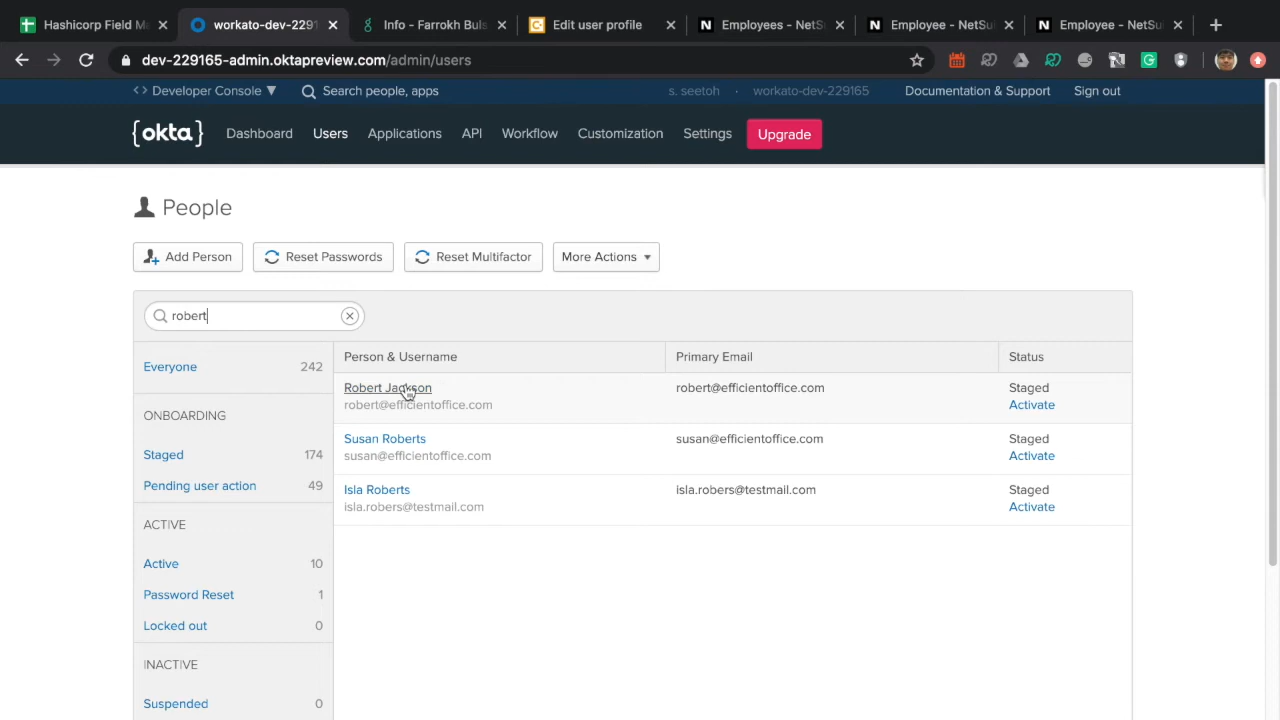 Hashicorp Field M
workato-dev-2291
Info - Farrokh Buls
Edit user profile
Employees - NetSui
Employee - NetSui
Employee - NetSui
dev-229165-admin.oktapreview.com/admin/users
<> Developer Console ▼
Search people, apps
s. seetoh · workato-dev-229165
Documentation & Support
Sign out
{okta}
Dashboard
Users
Applications
API
Workflow
Customization
Settings
Upgrade
People
Add Person
Reset Passwords
Reset Multifactor
More Actions
robert
Everyone 242
ONBOARDING
Staged 174
Pending user action 49
ACTIVE
Active 10
Password Reset 1
Locked out 0
INACTIVE
Suspended 0
Person & Username Primary Email Status
Robert Jackson robert@efficientoffice.com Staged
robert@efficientoffice.com Activate
Susan Roberts susan@efficientoffice.com Staged
susan@efficientoffice.com Activate
Isla Roberts isla.robers@testmail.com Staged
isla.robers@testmail.com Activate